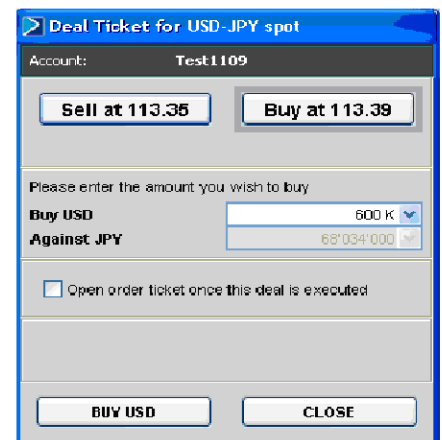 Deal Ticket for USD-JPY spot
Account: Test1109
Sell at 113.35 Buy at 113.39
Please enter the amount you wish to buy
Buy USD 600 K
Against JPY 68'034'000
Open order ticket once this deal is executed
BUY USD CLOSE